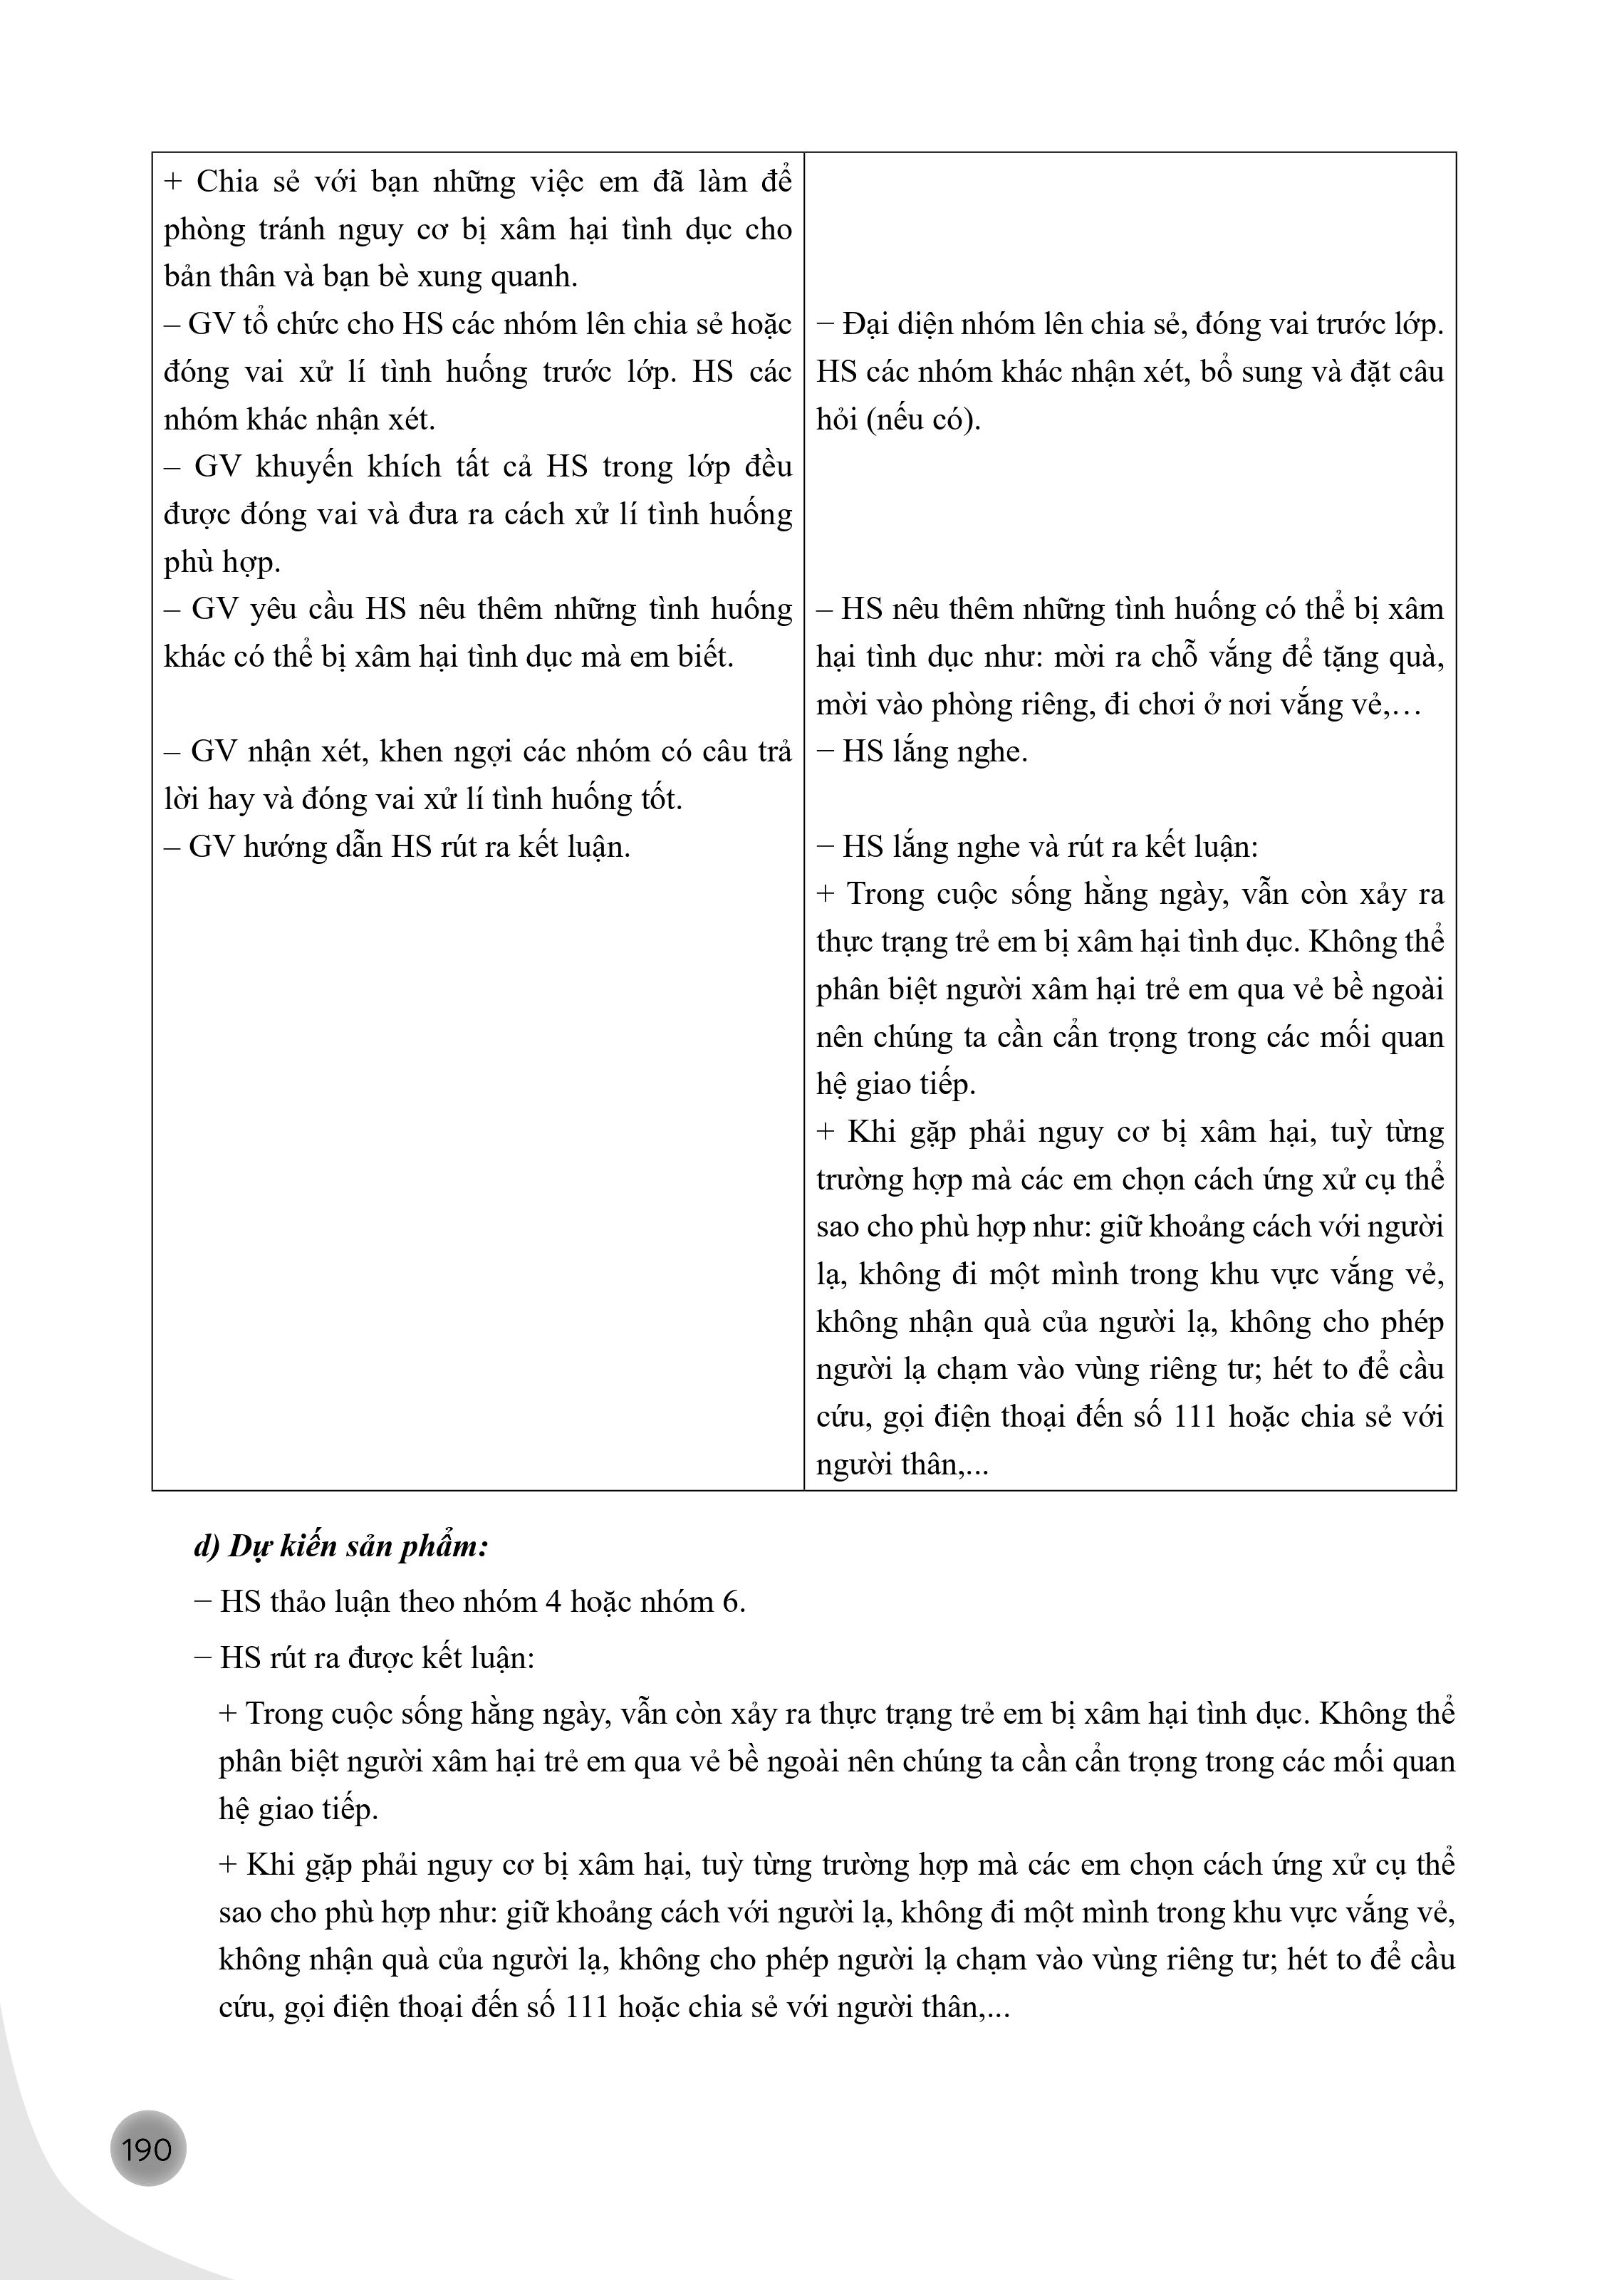 + Chia sẻ với bạn những việc em đã làm để
phòng tránh nguy cơ bị xâm hại tình dục cho
bản thân và bạn bè xung quanh.
– GV tổ chức cho HS các nhóm lên chia sẻ hoặc
đóng vai xử lí tình huống trước lớp. HS các
nhóm khác nhận xét.
– GV khuyến khích tất cả HS trong lớp đều
được đóng vai và đưa ra cách xử lí tình huống
phù hợp.
– GV yêu cầu HS nêu thêm những tình huống
khác có thể bị xâm hại tình dục mà em biết.
– GV nhận xét, khen ngợi các nhóm có câu trả
lời hay và đóng vai xử lí tình huống tốt.
– GV hướng dẫn HS rút ra kết luận.
− Đại diện nhóm lên chia sẻ, đóng vai trước lớp.
HS các nhóm khác nhận xét, bổ sung và đặt câu
hỏi (nếu có).
– HS nêu thêm những tình huống có thể bị xâm
hại tình dục như: mời ra chỗ vắng để tặng quà,
mời vào phòng riêng, đi chơi ở nơi vắng vẻ,…
− HS lắng nghe.
− HS lắng nghe và rút ra kết luận:
+ Trong cuộc sống hằng ngày, vẫn còn xảy ra
thực trạng trẻ em bị xâm hại tình dục. Không thể
phân biệt người xâm hại trẻ em qua vẻ bề ngoài
nên chúng ta cần cẩn trọng trong các mối quan
hệ giao tiếp.
+ Khi gặp phải nguy cơ bị xâm hại, tuỳ từng
trường hợp mà các em chọn cách ứng xử cụ thể
sao cho phù hợp như: giữ khoảng cách với người
lạ, không đi một mình trong khu vực vắng vẻ,
không nhận quà của người lạ, không cho phép
người lạ chạm vào vùng riêng tư; hét to để cầu
cứu, gọi điện thoại đến số 111 hoặc chia sẻ với
người thân,...
d) Dự kiến sản phẩm:
− HS thảo luận theo nhóm 4 hoặc nhóm 6.
− HS rút ra được kết luận:
+ Trong cuộc sống hằng ngày, vẫn còn xảy ra thực trạng trẻ em bị xâm hại tình dục. Không thể
phân biệt người xâm hại trẻ em qua vẻ bề ngoài nên chúng ta cần cẩn trọng trong các mối quan
hệ giao tiếp.
+ Khi gặp phải nguy cơ bị xâm hại, tuỳ từng trường hợp mà các em chọn cách ứng xử cụ thể
sao cho phù hợp như: giữ khoảng cách với người lạ, không đi một mình trong khu vực vắng vẻ,
không nhận quà của người lạ, không cho phép người lạ chạm vào vùng riêng tư; hét to để cầu
cứu, gọi điện thoại đến số 111 hoặc chia sẻ với người thân,...
190